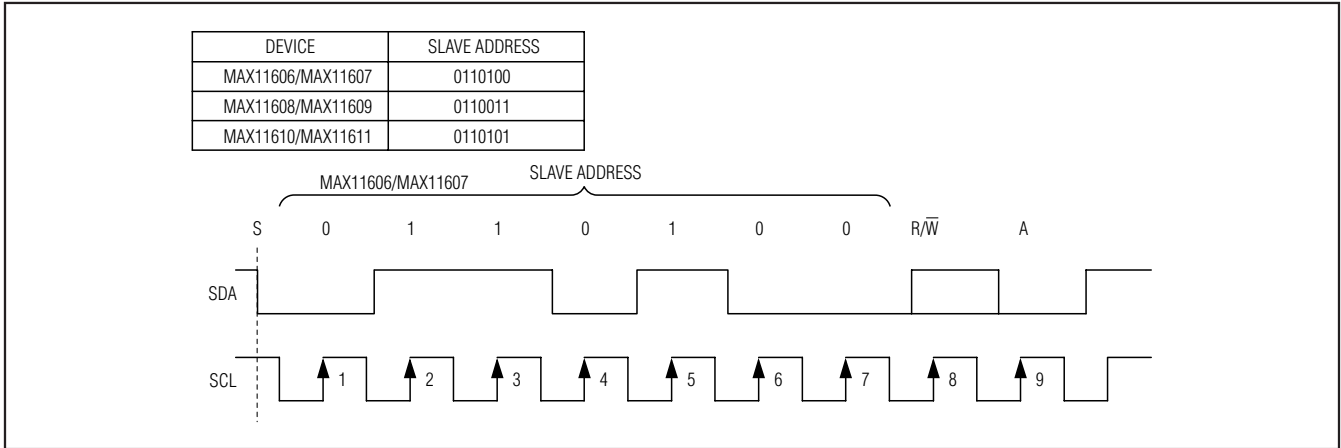 DEVICE SLAVE ADDRESS
MAX11606/MAX11607 0110100
MAX11608/MAX11609 0110011
MAX11610/MAX11611 0110101
SLAVE ADDRESS
MAX11606/MAX11607
S 0 1 1 0 1 0 0 R/W̅ A
SDA
SCL 1 2 3 4 5 6 7 8 9